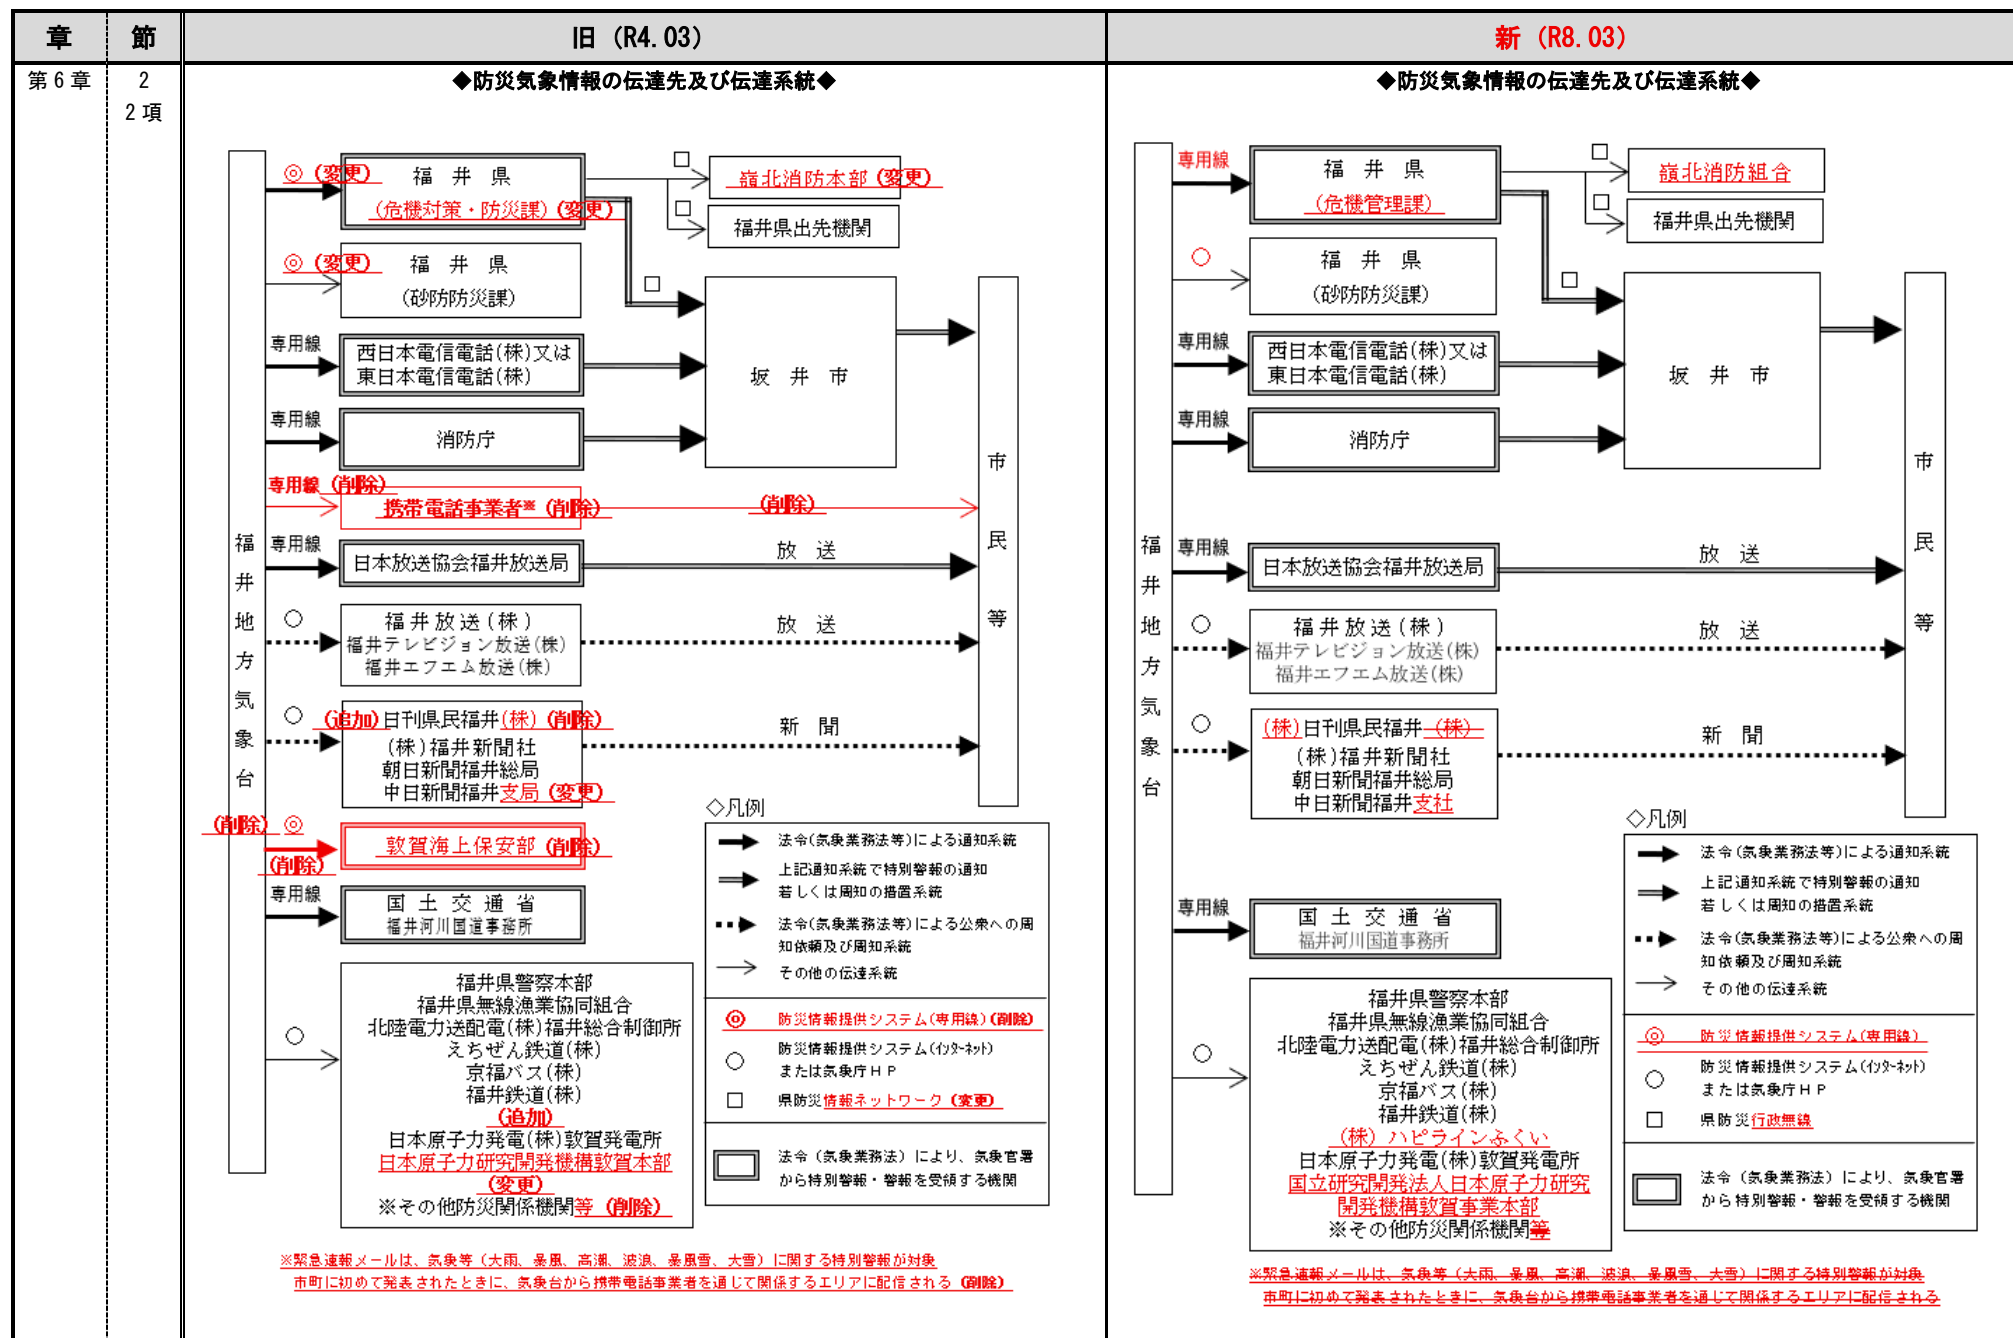 章 節 旧（R4.03） 新（R8.03）
第６章 2
2 項
◆防災気象情報の伝達先及び伝達系統◆
福井地方気象台
◎（変更）
福 井 県
（危機対策・防災課）（変更）
□
嶺北消防本部（変更）
□
福井県出先機関
◎（変更）
福 井 県
（砂防防災課）
□
専用線
西日本電信電話(株)又は
東日本電信電話(株)
坂 井 市
専用線
消防庁
専用線（削除）
携帯電話事業者※（削除）
（削除）
市民等
専用線
日本放送協会福井放送局
放 送
○
福井放送(株)
福井テレビジョン放送(株)
福井エフエム放送(株)
放 送
○
（追加）日刊県民福井（株）（削除）
(株)福井新聞社
朝日新聞福井総局
中日新聞福井支局（変更）
新 聞
（削除）◎
（削除）
敦賀海上保安部（削除）
専用線
国 土 交 通 省
福井河川国道事務所
○
福井県警察本部
福井県無線漁業協同組合
北陸電力送配電(株)福井総合制御所
えちぜん鉄道(株)
京福バス(株)
福井鉄道(株)
（追加）
日本原子力発電(株)敦賀発電所
日本原子力研究開発機構敦賀本部
（変更）
※その他防災関係機関等（削除）
◇凡例
法令(気象業務法等)による通知系統
上記通知系統で特別警報の通知
若しくは周知の措置系統
法令(気象業務法等)による公衆への周
知依頼及び周知系統
その他の伝達系統
◎ 防災情報提供システム(専用線)（削除）
○ 防災情報提供システム(ｲﾝﾀｰﾈｯﾄ)
または気象庁ＨＰ
□ 県防災情報ネットワーク（変更）
法令（気象業務法）により、気象官署
から特別警報・警報を受領する機関
※緊急速報メールは、気象等（大雨、暴風、高潮、波浪、暴風雪、大雪）に関する特別警報が対象
市町に初めて発表されたときに、気象台から携帯電話事業者を通じて関係するエリアに配信される（削除）
◆防災気象情報の伝達先及び伝達系統◆
福井地方気象台
専用線
福 井 県
（危機管理課）
□
嶺北消防組合
□
福井県出先機関
○
福 井 県
（砂防防災課）
□
専用線
西日本電信電話(株)又は
東日本電信電話(株)
坂 井 市
専用線
消防庁
市民等
専用線
日本放送協会福井放送局
放 送
○
福井放送(株)
福井テレビジョン放送(株)
福井エフエム放送(株)
放 送
○
（株）日刊県民福井（株）
(株)福井新聞社
朝日新聞福井総局
中日新聞福井支社
新 聞
専用線
国 土 交 通 省
福井河川国道事務所
○
福井県警察本部
福井県無線漁業協同組合
北陸電力送配電(株)福井総合制御所
えちぜん鉄道(株)
京福バス(株)
福井鉄道(株)
（株）ハピラインふくい
日本原子力発電(株)敦賀発電所
国立研究開発法人日本原子力研究
開発機構敦賀事業本部
※その他防災関係機関等
◇凡例
法令(気象業務法等)による通知系統
上記通知系統で特別警報の通知
若しくは周知の措置系統
法令(気象業務法等)による公衆への周
知依頼及び周知系統
その他の伝達系統
◎ 防災情報提供システム(専用線)
○ 防災情報提供システム(ｲﾝﾀｰﾈｯﾄ)
または気象庁ＨＰ
□ 県防災行政無線
法令（気象業務法）により、気象官署
から特別警報・警報を受領する機関
※緊急速報メールは、気象等（大雨、暴風、高潮、波浪、暴風雪、大雪）に関する特別警報が対象
市町に初めて発表されたときに、気象台から携帯電話事業者を通じて関係するエリアに配信される